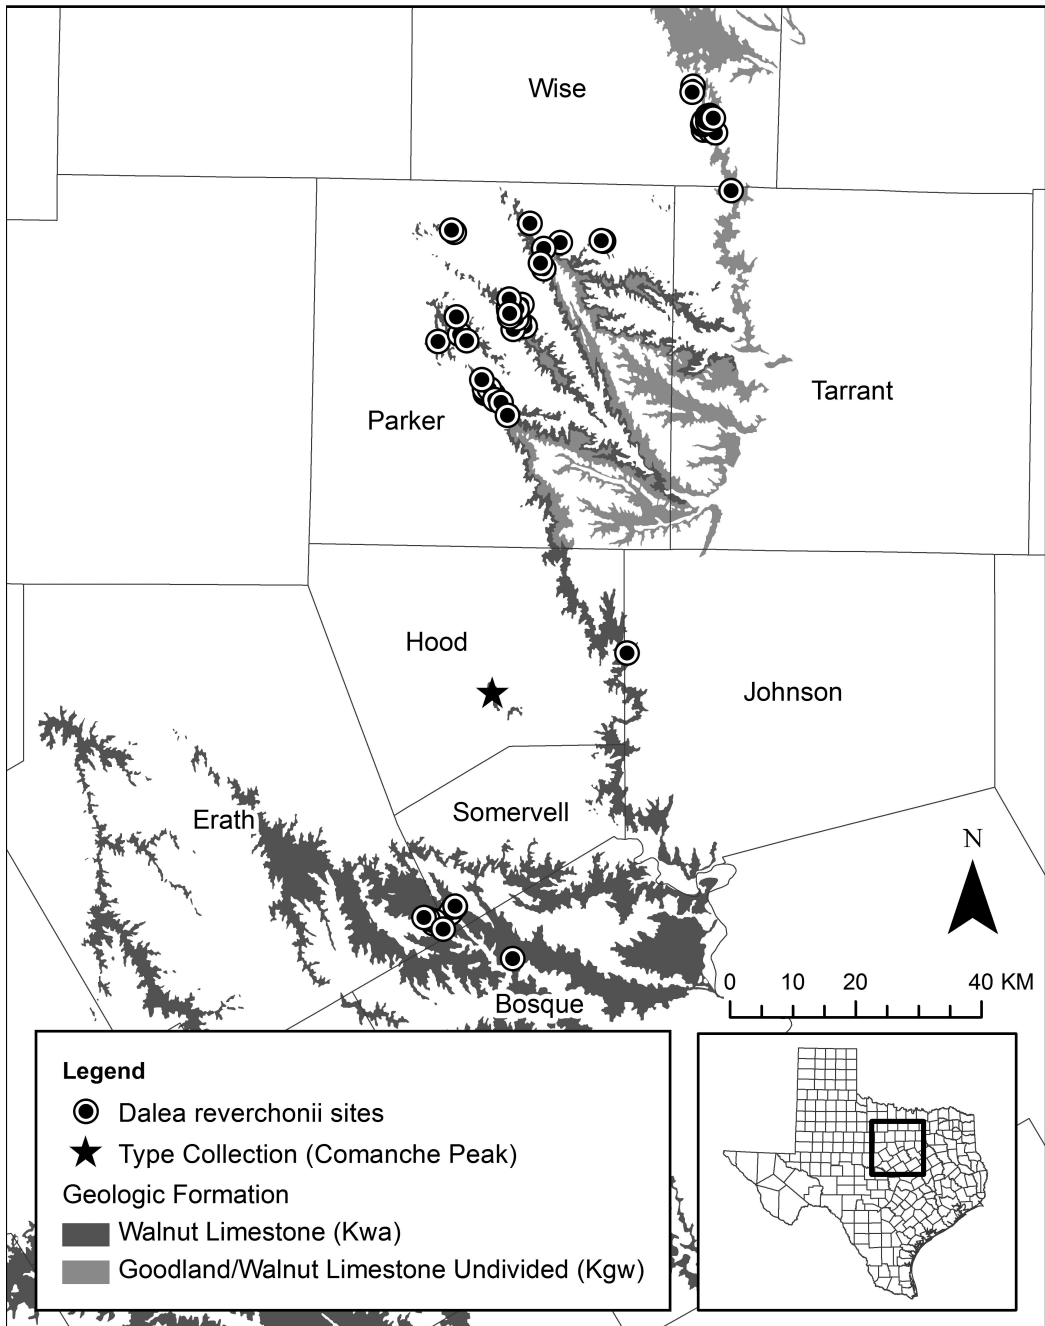 Wise
Tarrant
Parker
Hood
Johnson
Erath
Somervell
Bosque
N
0 10 20 40 KM
Legend
Dalea reverchonii sites
Type Collection (Comanche Peak)
Geologic Formation
Walnut Limestone (Kwa)
Goodland/Walnut Limestone Undivided (Kgw)